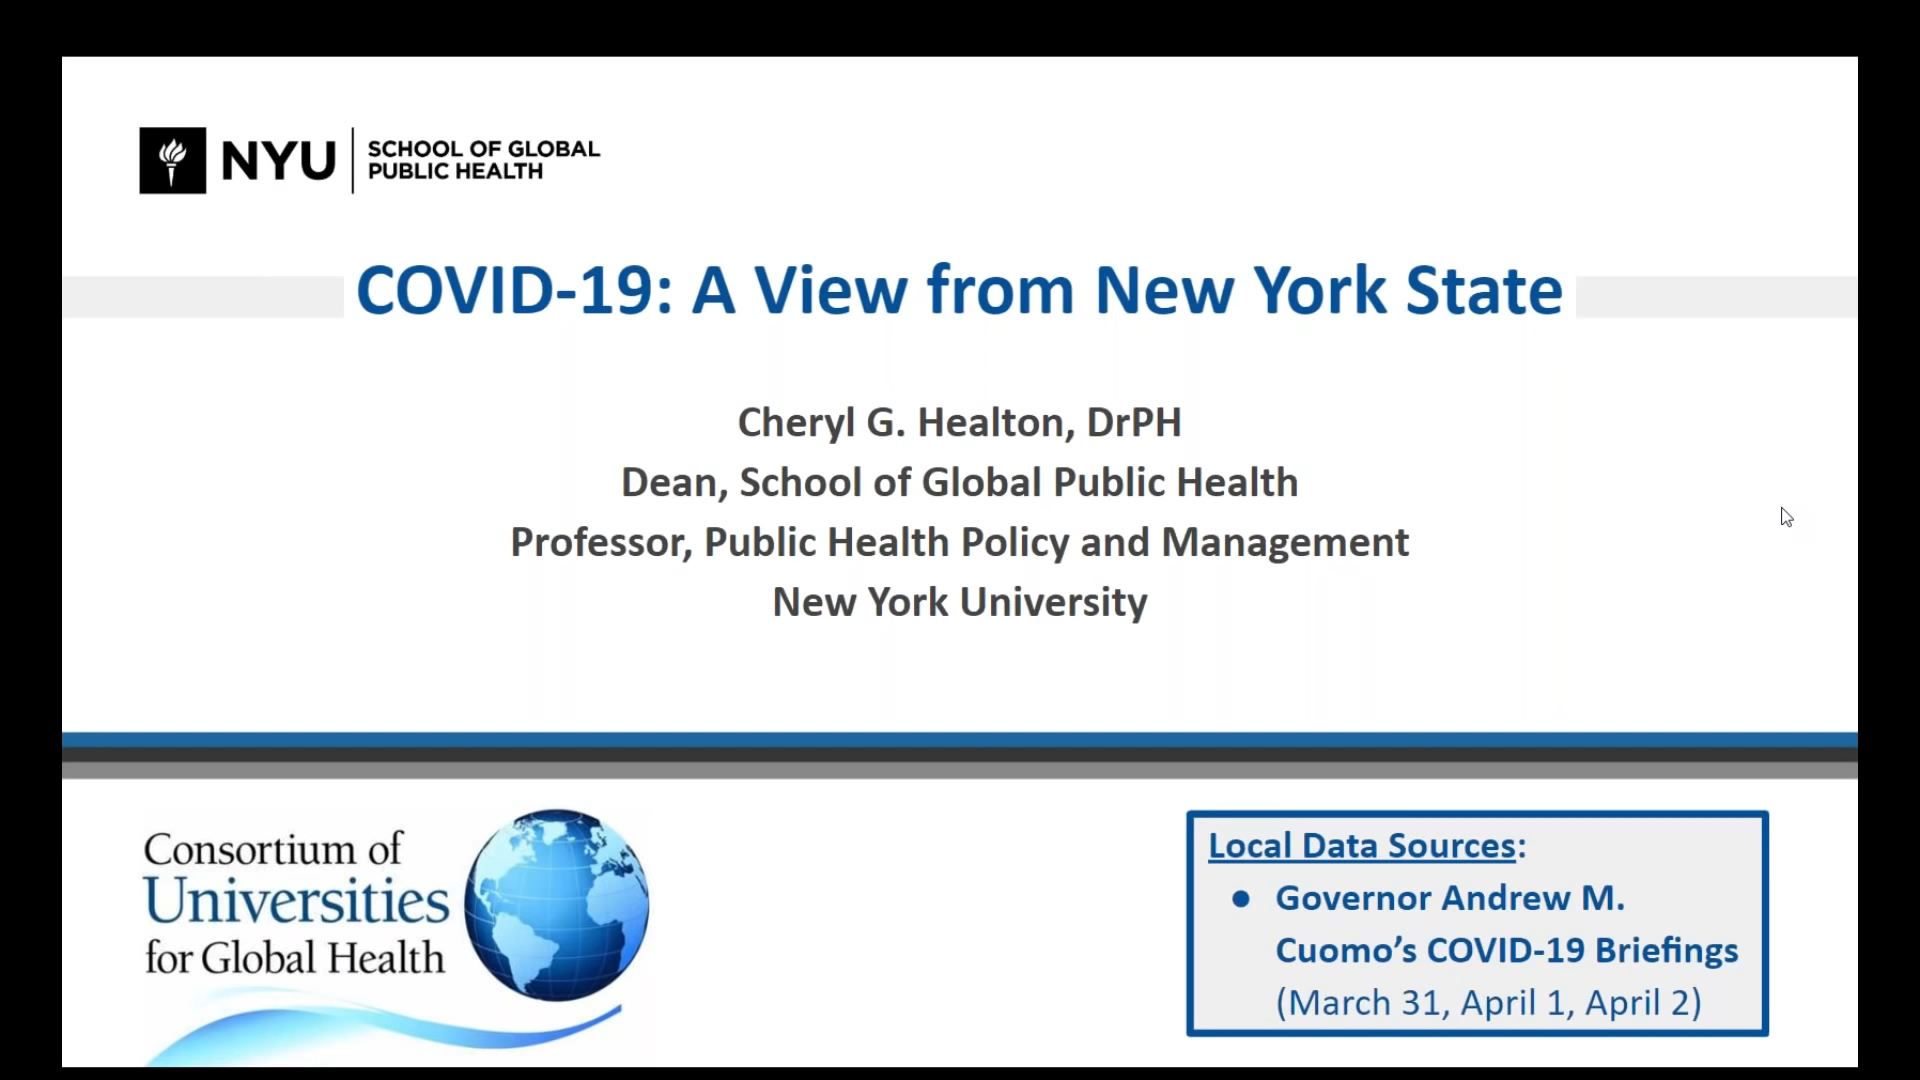 NYU
SCHOOL OF GLOBAL
PUBLIC HEALTH
COVID-19: A View from New York State
Cheryl G. Healton, DrPH
Dean, School of Global Public Health
Professor, Public Health Policy and Management
New York University
Consortium of
Universities
for Global Health
Local Data Sources:
● Governor Andrew M.
Cuomo’s COVID-19 Briefings
(March 31, April 1, April 2)